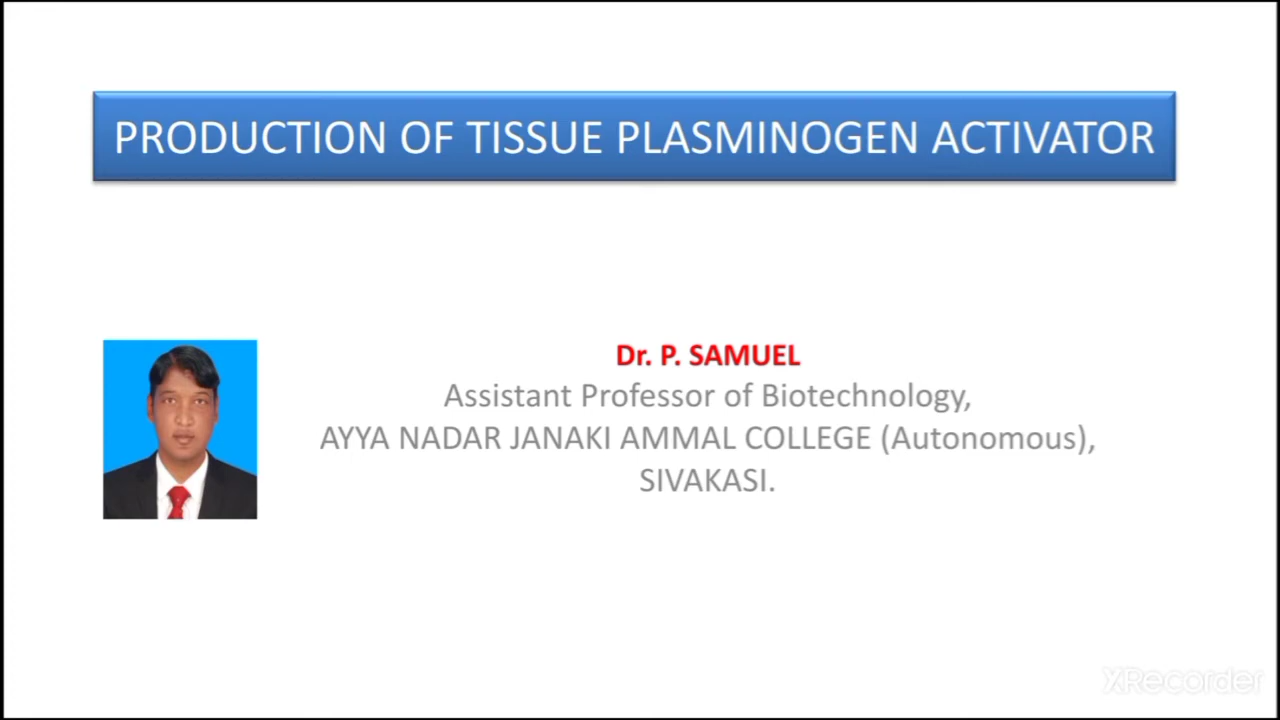 PRODUCTION OF TISSUE PLASMINOGEN ACTIVATOR
Dr. P. SAMUEL
Assistant Professor of Biotechnology,
AYYA NADAR JANAKI AMMAL COLLEGE (Autonomous),
SIVAKASI.
XRecorder